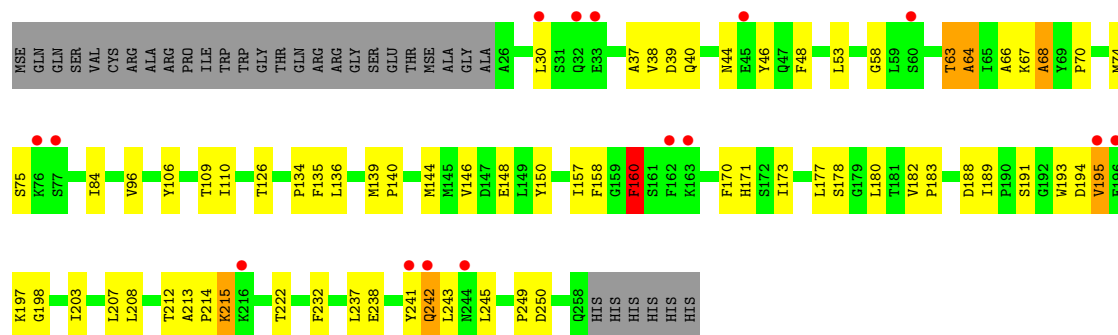 MSE GLN GLN SER VAL CYS ARG ALA ARG PRO ILE TRP TRP GLY THR GLN ARG ARG GLY SER GLU THR MSE ALA GLY ALA A26 L30 S31 Q32 E33 A37 V38 D39 Q40 N44 E45 Y46 Q47 F48 L53 G58 L59 S60 T63 A64 I65 A66 K67 A68 Y69 P70 M74
S75 K76 S77 I84 V96 Y106 T109 I110 T126 P134 F135 L136 M139 P140 M144 M145 V146 D147 E148 L149 Y150 I157 F158 G159 F160 S161 F162 K163 F170 H171 S172 I173 L177 S178 G179 L180 T181 V182 P183 D188 I189 P190 S191 G192 W193 D194 V195 E196
K197 G198 I203 L207 L208 T212 A213 P214 K215 K216 T222 F232 L237 E238 Y241 Q242 L243 N244 L245 P249 D250 Q258 HIS HIS HIS HIS HIS HIS